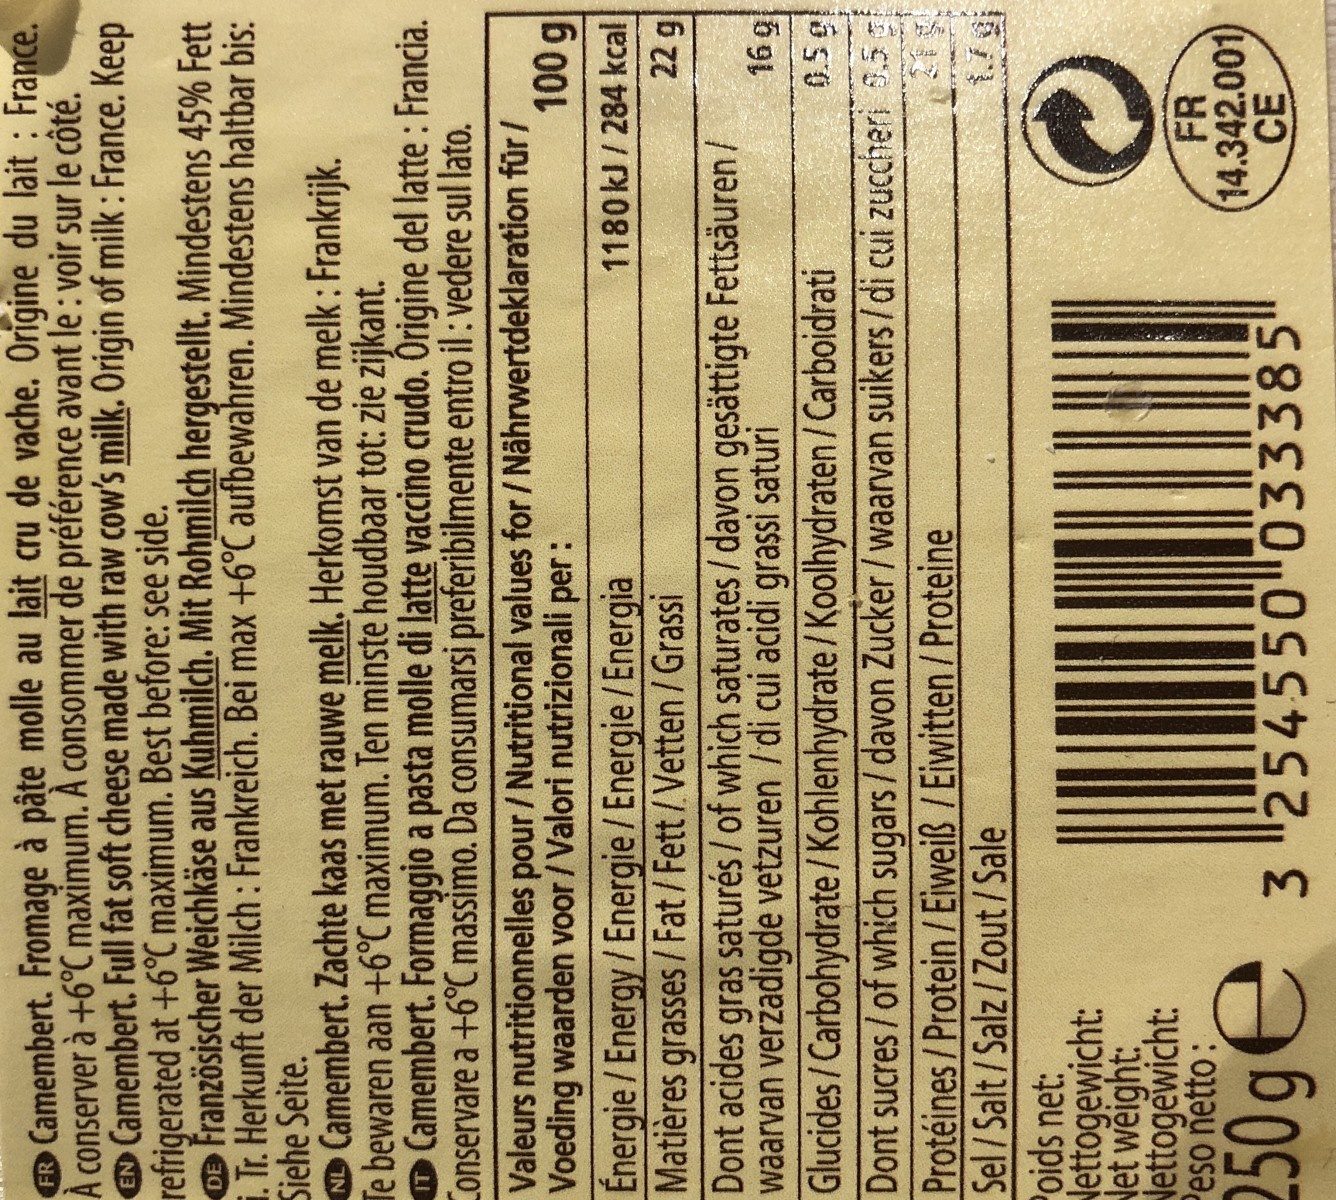 FR Camembert. Fromage à pâte molle au lait cru de vache. Origine du lait : France.
À conserver à +6°C maximum. À consommer de préférence avant le : voir sur le côté.
EN Camembert. Full fat soft cheese made with raw cow's milk. Origin of milk : France. Keep
refrigerated at +6°C maximum. Best before: see side.
DE Französischer Weichkäse aus Kuhmilch. Mit Rohmilch hergestellt. Mindestens 45% Fett
i. Tr. Herkunft der Milch : Frankreich. Bei max +6°C aufbewahren. Mindestens haltbar bis:
Siehe Seite.
NL Camembert. Zachte kaas met rauwe melk. Herkomst van de melk : Frankrijk.
Te bewaren aan +6°C maximum. Ten minste houdbaar tot: zie zijkant.
IT Camembert. Formaggio a pasta molle di latte vaccino crudo. Origine del latte : Francia.
Conservare a +6°C massimo. Da consumarsi preferibilmente entro il : vedere sul lato.
Valeurs nutritionnelles pour / Nutritional values for / Nährwertdeklaration für /
Voeding waarden voor / Valori nutrizionali per : 100 g
Énergie / Energy / Energie / Energie / Energia 1180 kJ / 284 kcal
Matières grasses / Fat / Fett / Vetten / Grassi 22 g
Dont acides gras saturés / of which saturates / davon gesättigte Fettsäuren /
waarvan verzadigde vetzuren / di cui acidi grassi saturi 16 g
Glucides / Carbohydrate / Kohlenhydrate / Koolhydraten / Carboidrati 0.5 g
Dont sucres / of which sugars / davon Zucker / waarvan suikers / di cui zuccheri 0.5 g
Protéines / Protein / Eiweiß / Eiwitten / Proteine 21 g
Sel / Salt / Salz / Zout / Sale 1.7 g
Poids net:
Nettogewicht:
Net weight:
Nettogewicht:
Peso netto :
250 g e
3 254550 033385
FR
14.342.001
CE